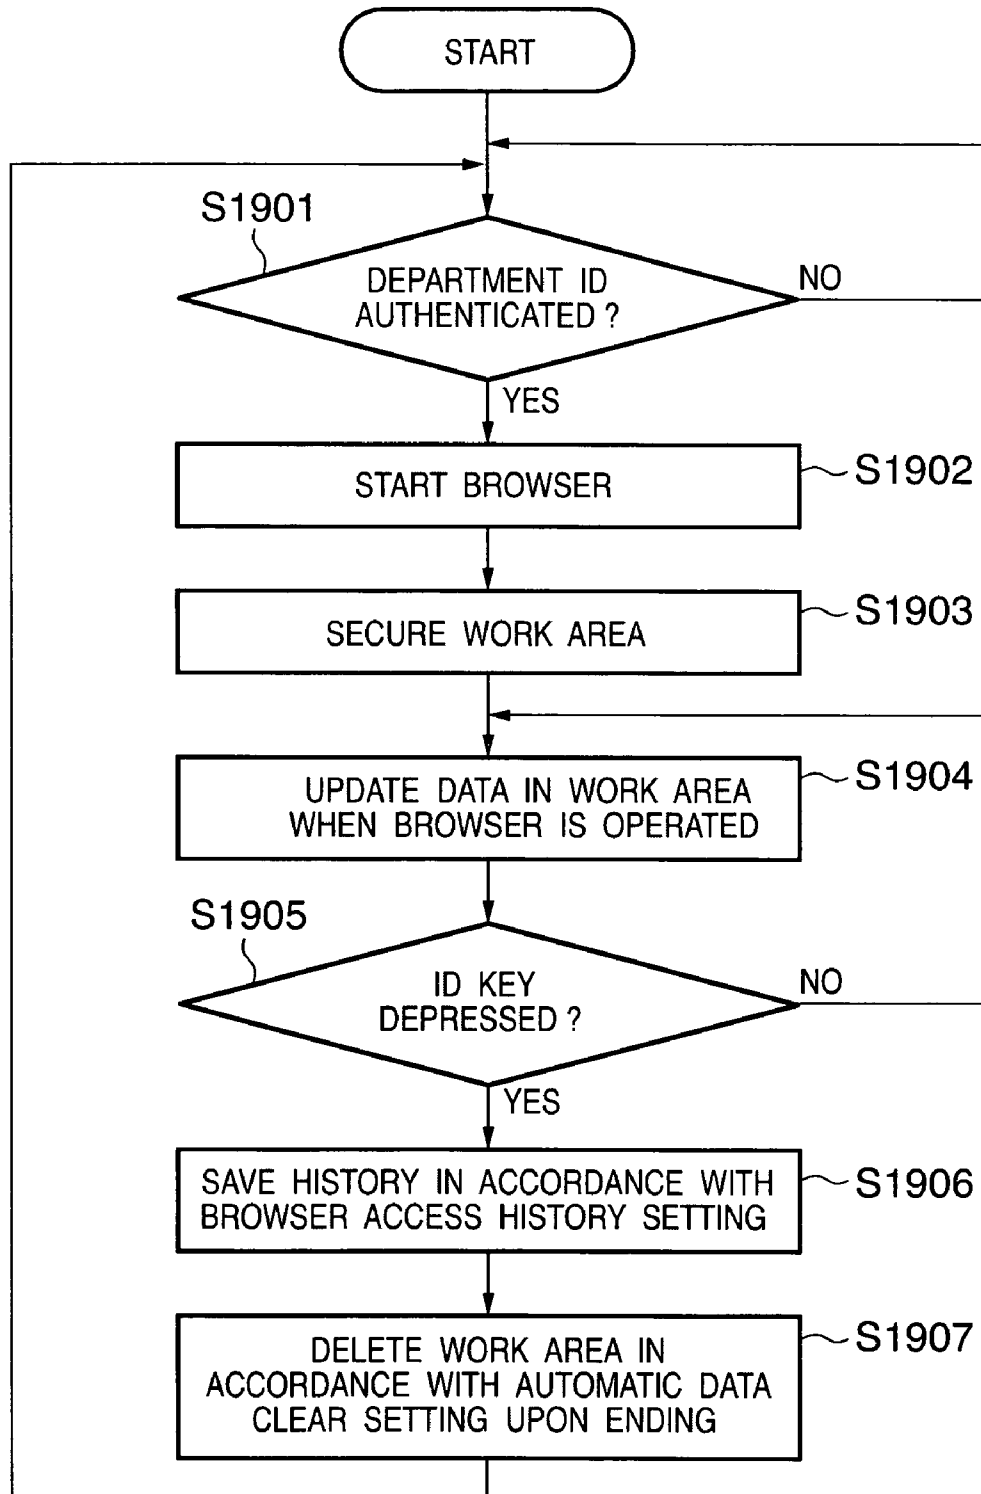 START
S1901
DEPARTMENT ID
AUTHENTICATED ?
NO
YES
START BROWSER
S1902
SECURE WORK AREA
S1903
UPDATE DATA IN WORK AREA
WHEN BROWSER IS OPERATED
S1904
S1905
ID KEY
DEPRESSED ?
NO
YES
SAVE HISTORY IN ACCORDANCE WITH
BROWSER ACCESS HISTORY SETTING
S1906
DELETE WORK AREA IN
ACCORDANCE WITH AUTOMATIC DATA
CLEAR SETTING UPON ENDING
S1907